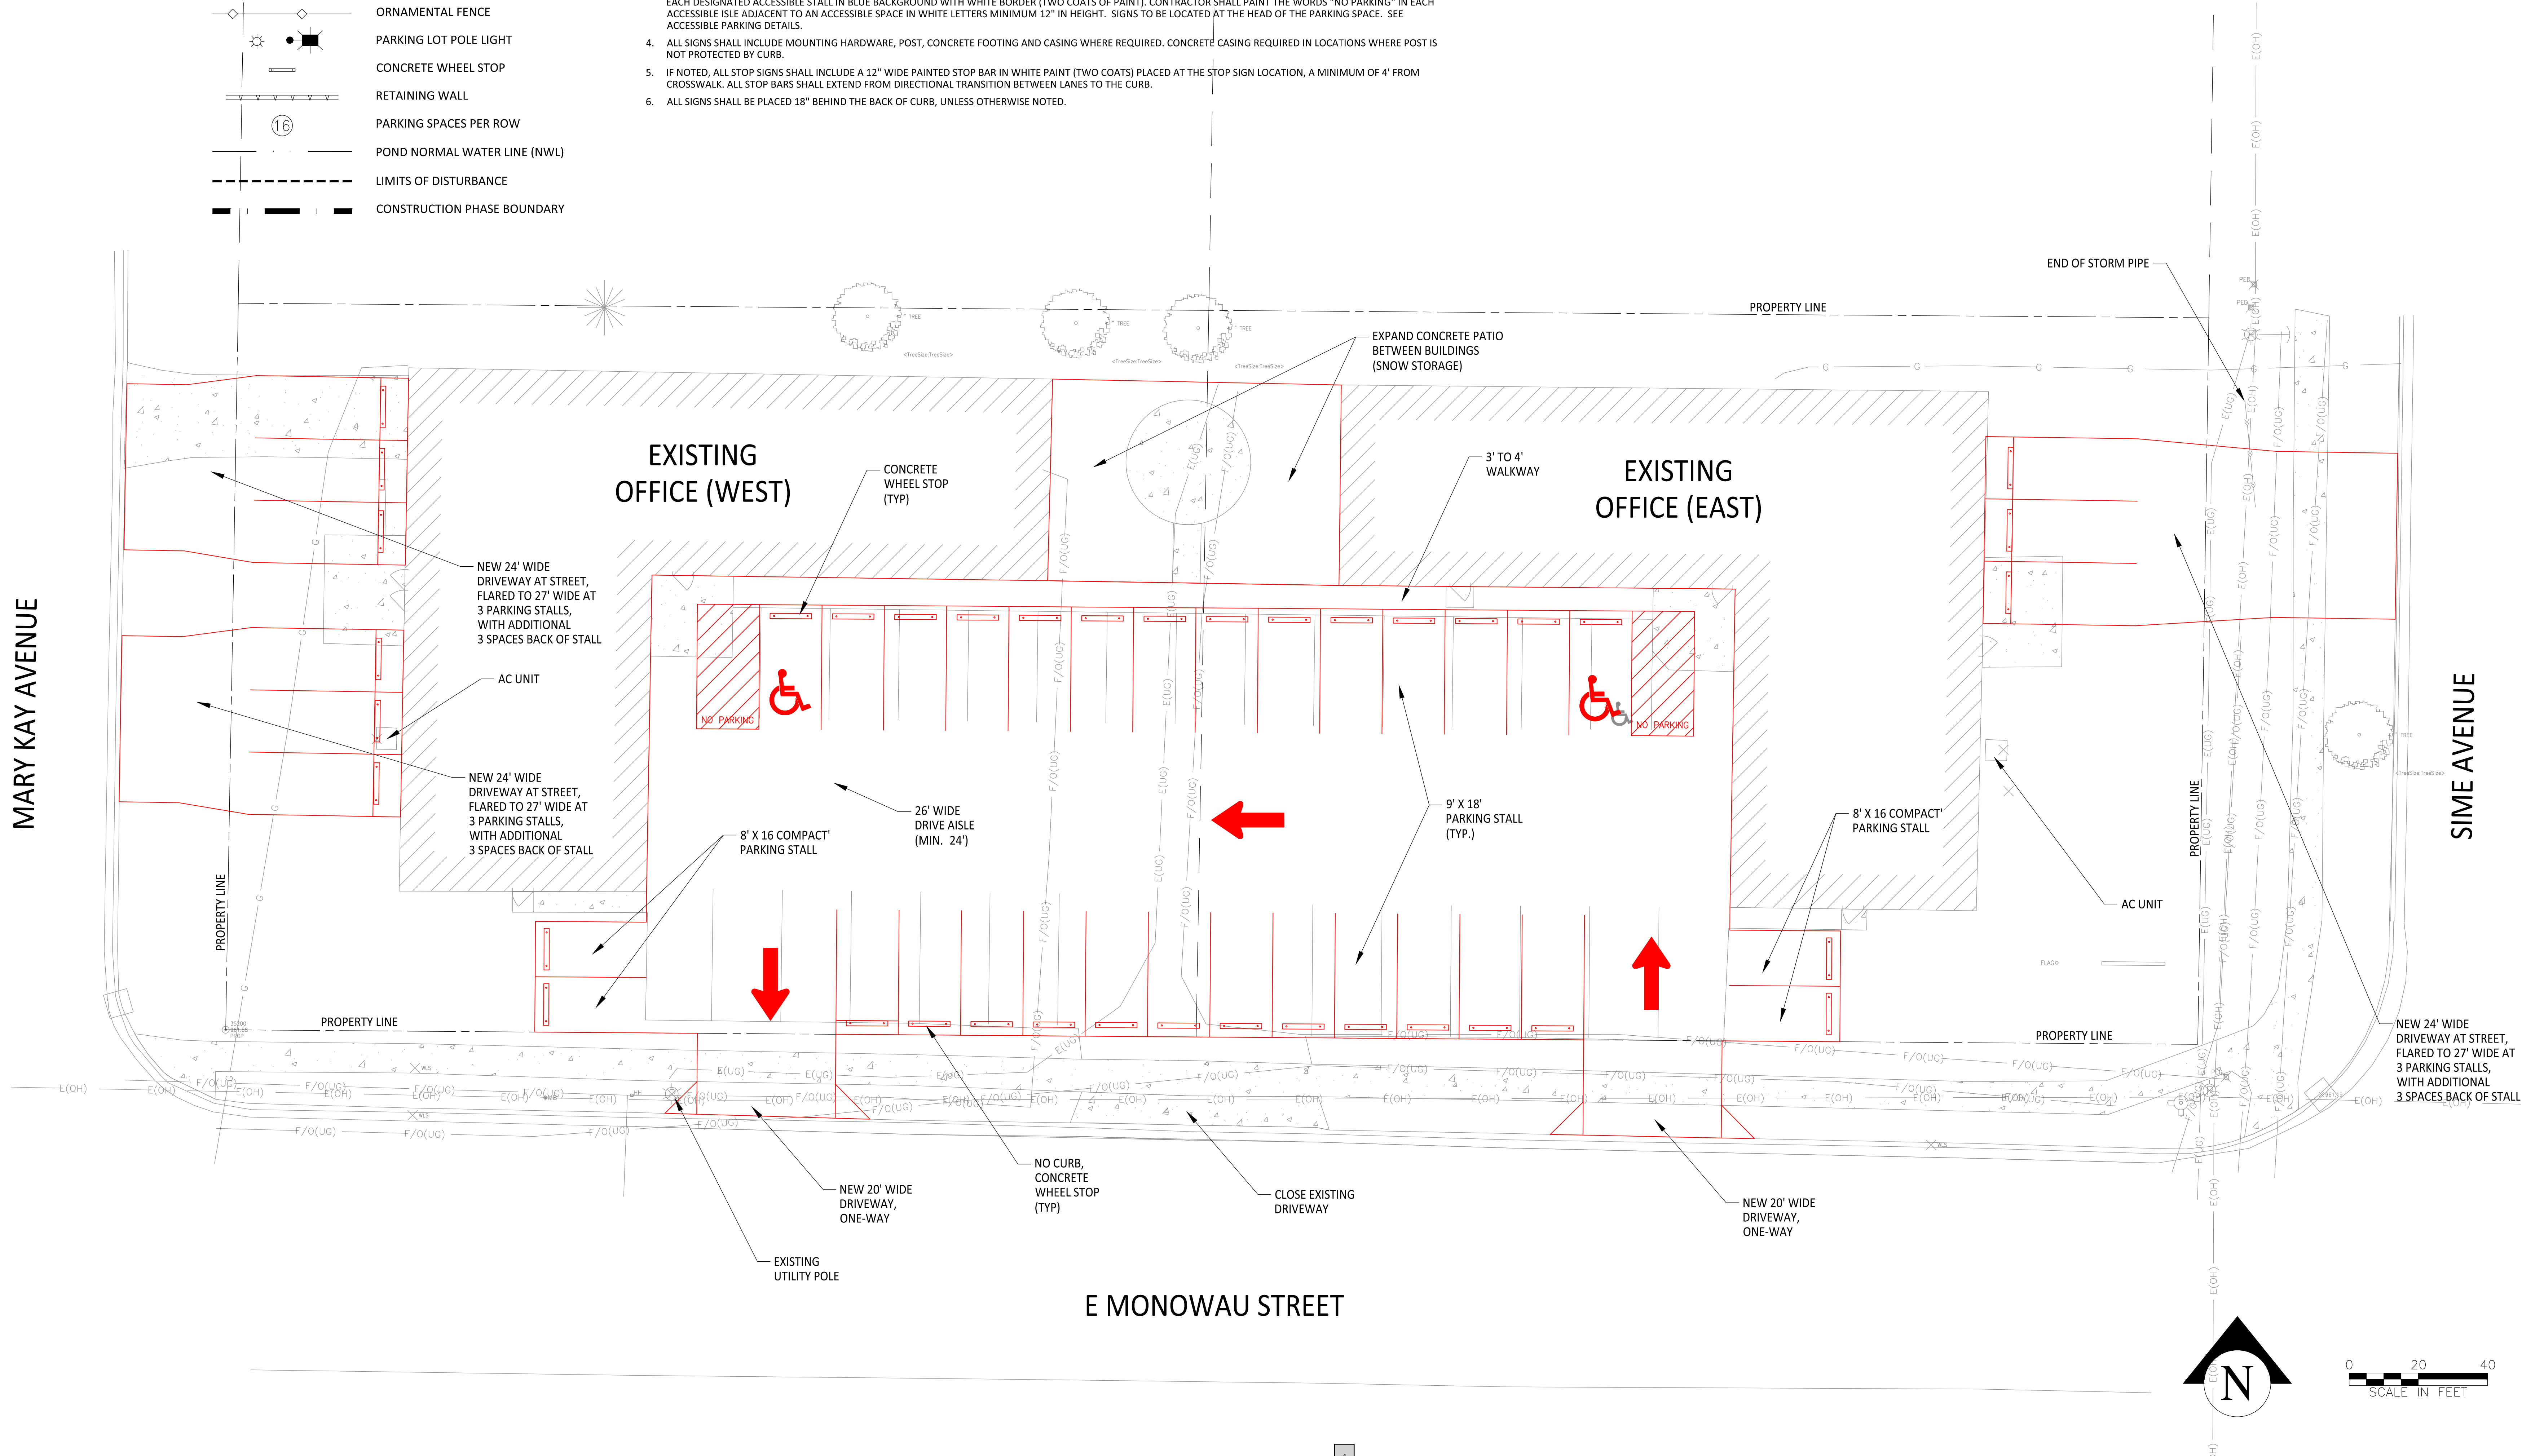 ORNAMENTAL FENCE
PARKING LOT POLE LIGHT
CONCRETE WHEEL STOP
RETAINING WALL
16
PARKING SPACES PER ROW
POND NORMAL WATER LINE (NWL)
LIMITS OF DISTURBANCE
CONSTRUCTION PHASE BOUNDARY
EACH DESIGNATED ACCESSIBLE STALL IN BLUE BACKGROUND WITH WHITE BORDER (TWO COATS OF PAINT). CONTRACTOR SHALL PAINT THE WORDS "NO PARKING" IN EACH
ACCESSIBLE ISLE ADJACENT TO AN ACCESSIBLE SPACE IN WHITE LETTERS MINIMUM 12" IN HEIGHT. SIGNS TO BE LOCATED AT THE HEAD OF THE PARKING SPACE. SEE
ACCESSIBLE PARKING DETAILS.
4. ALL SIGNS SHALL INCLUDE MOUNTING HARDWARE, POST, CONCRETE FOOTING AND CASING WHERE REQUIRED. CONCRETE CASING REQUIRED IN LOCATIONS WHERE POST IS
NOT PROTECTED BY CURB.
5. IF NOTED, ALL STOP SIGNS SHALL INCLUDE A 12" WIDE PAINTED STOP BAR IN WHITE PAINT (TWO COATS) PLACED AT THE STOP SIGN LOCATION, A MINIMUM OF 4' FROM
CROSSWALK. ALL STOP BARS SHALL EXTEND FROM DIRECTIONAL TRANSITION BETWEEN LANES TO THE CURB.
6. ALL SIGNS SHALL BE PLACED 18" BEHIND THE BACK OF CURB, UNLESS OTHERWISE NOTED.
END OF STORM PIPE
PROPERTY LINE
EXPAND CONCRETE PATIO
BETWEEN BUILDINGS
(SNOW STORAGE)
EXISTING
OFFICE (WEST)
CONCRETE
WHEEL STOP
(TYP)
3' TO 4'
WALKWAY
EXISTING
OFFICE (EAST)
NEW 24' WIDE
DRIVEWAY AT STREET,
FLARED TO 27' WIDE AT
3 PARKING STALLS,
WITH ADDITIONAL
3 SPACES BACK OF STALL
AC UNIT
MARY KAY AVENUE
SIME AVENUE
NO PARKING
NO PARKING
NEW 24' WIDE
DRIVEWAY AT STREET,
FLARED TO 27' WIDE AT
3 PARKING STALLS,
WITH ADDITIONAL
3 SPACES BACK OF STALL
8' X 16 COMPACT'
PARKING STALL
26' WIDE
DRIVE AISLE
(MIN. 24')
9' X 18'
PARKING STALL
(TYP.)
8' X 16 COMPACT'
PARKING STALL
AC UNIT
PROPERTY LINE
PROPERTY LINE
FLAG
PROPERTY LINE
PROPERTY LINE
NEW 24' WIDE
DRIVEWAY AT STREET,
FLARED TO 27' WIDE AT
3 PARKING STALLS,
WITH ADDITIONAL
3 SPACES BACK OF STALL
NEW 20' WIDE
DRIVEWAY,
ONE-WAY
NO CURB,
CONCRETE
WHEEL STOP
(TYP)
CLOSE EXISTING
DRIVEWAY
NEW 20' WIDE
DRIVEWAY,
ONE-WAY
EXISTING
UTILITY POLE
E MONOWAU STREET
N
0 20 40
SCALE IN FEET